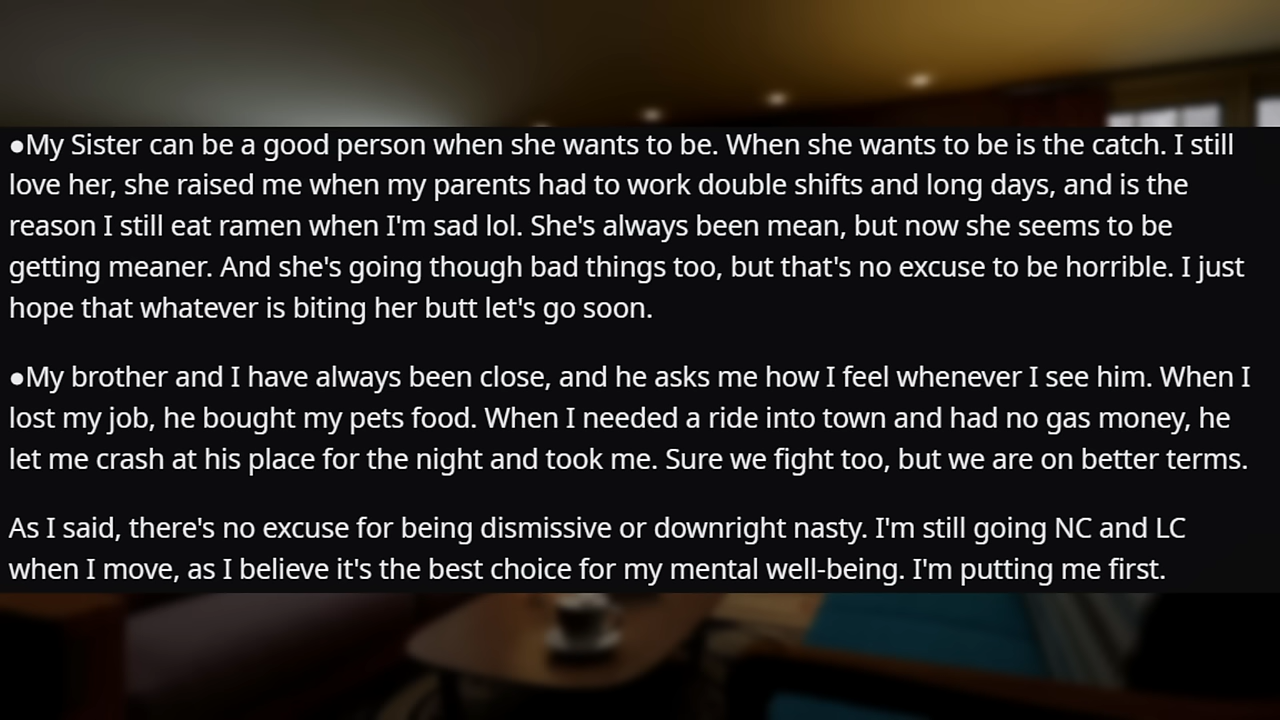 ●My Sister can be a good person when she wants to be. When she wants to be is the catch. I still
love her, she raised me when my parents had to work double shifts and long days, and is the
reason I still eat ramen when I'm sad lol. She's always been mean, but now she seems to be
getting meaner. And she's going though bad things too, but that's no excuse to be horrible. I just
hope that whatever is biting her butt let's go soon.
●My brother and I have always been close, and he asks me how I feel whenever I see him. When I
lost my job, he bought my pets food. When I needed a ride into town and had no gas money, he
let me crash at his place for the night and took me. Sure we fight too, but we are on better terms.
As I said, there's no excuse for being dismissive or downright nasty. I'm still going NC and LC
when I move, as I believe it's the best choice for my mental well-being. I'm putting me first.